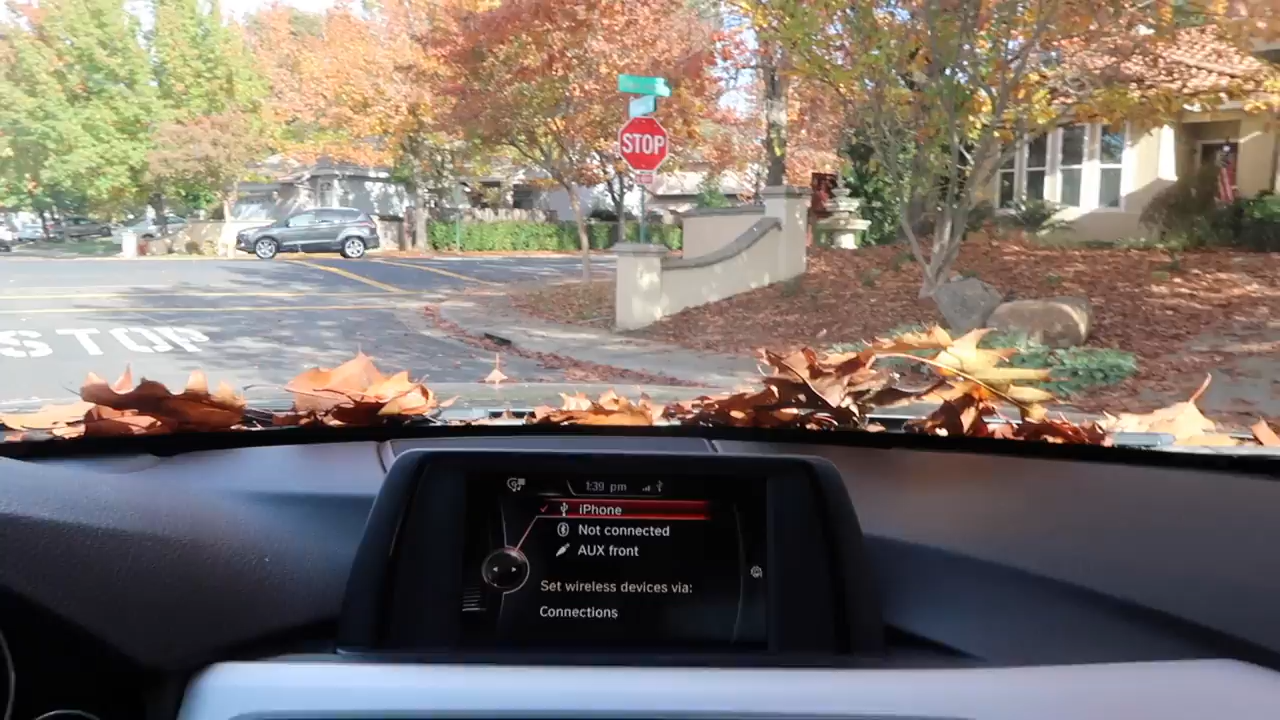 STOP
STOP
1:39 pm
iPhone
Not connected
AUX front
Set wireless devices via:
Connections